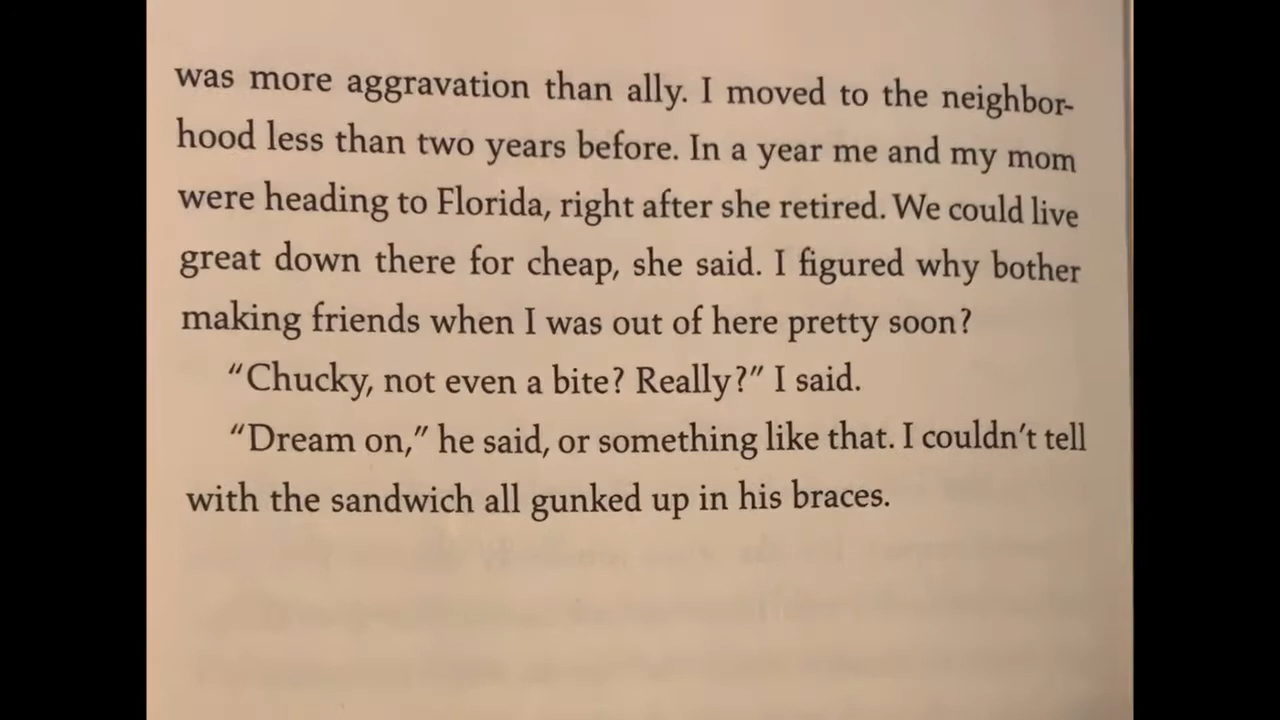 was more aggravation than ally. I moved to the neighbor-
hood less than two years before. In a year me and my mom
were heading to Florida, right after she retired. We could live
great down there for cheap, she said. I figured why bother
making friends when I was out of here pretty soon?
"Chucky, not even a bite? Really?" I said.
"Dream on," he said, or something like that. I couldn't tell
with the sandwich all gunked up in his braces.